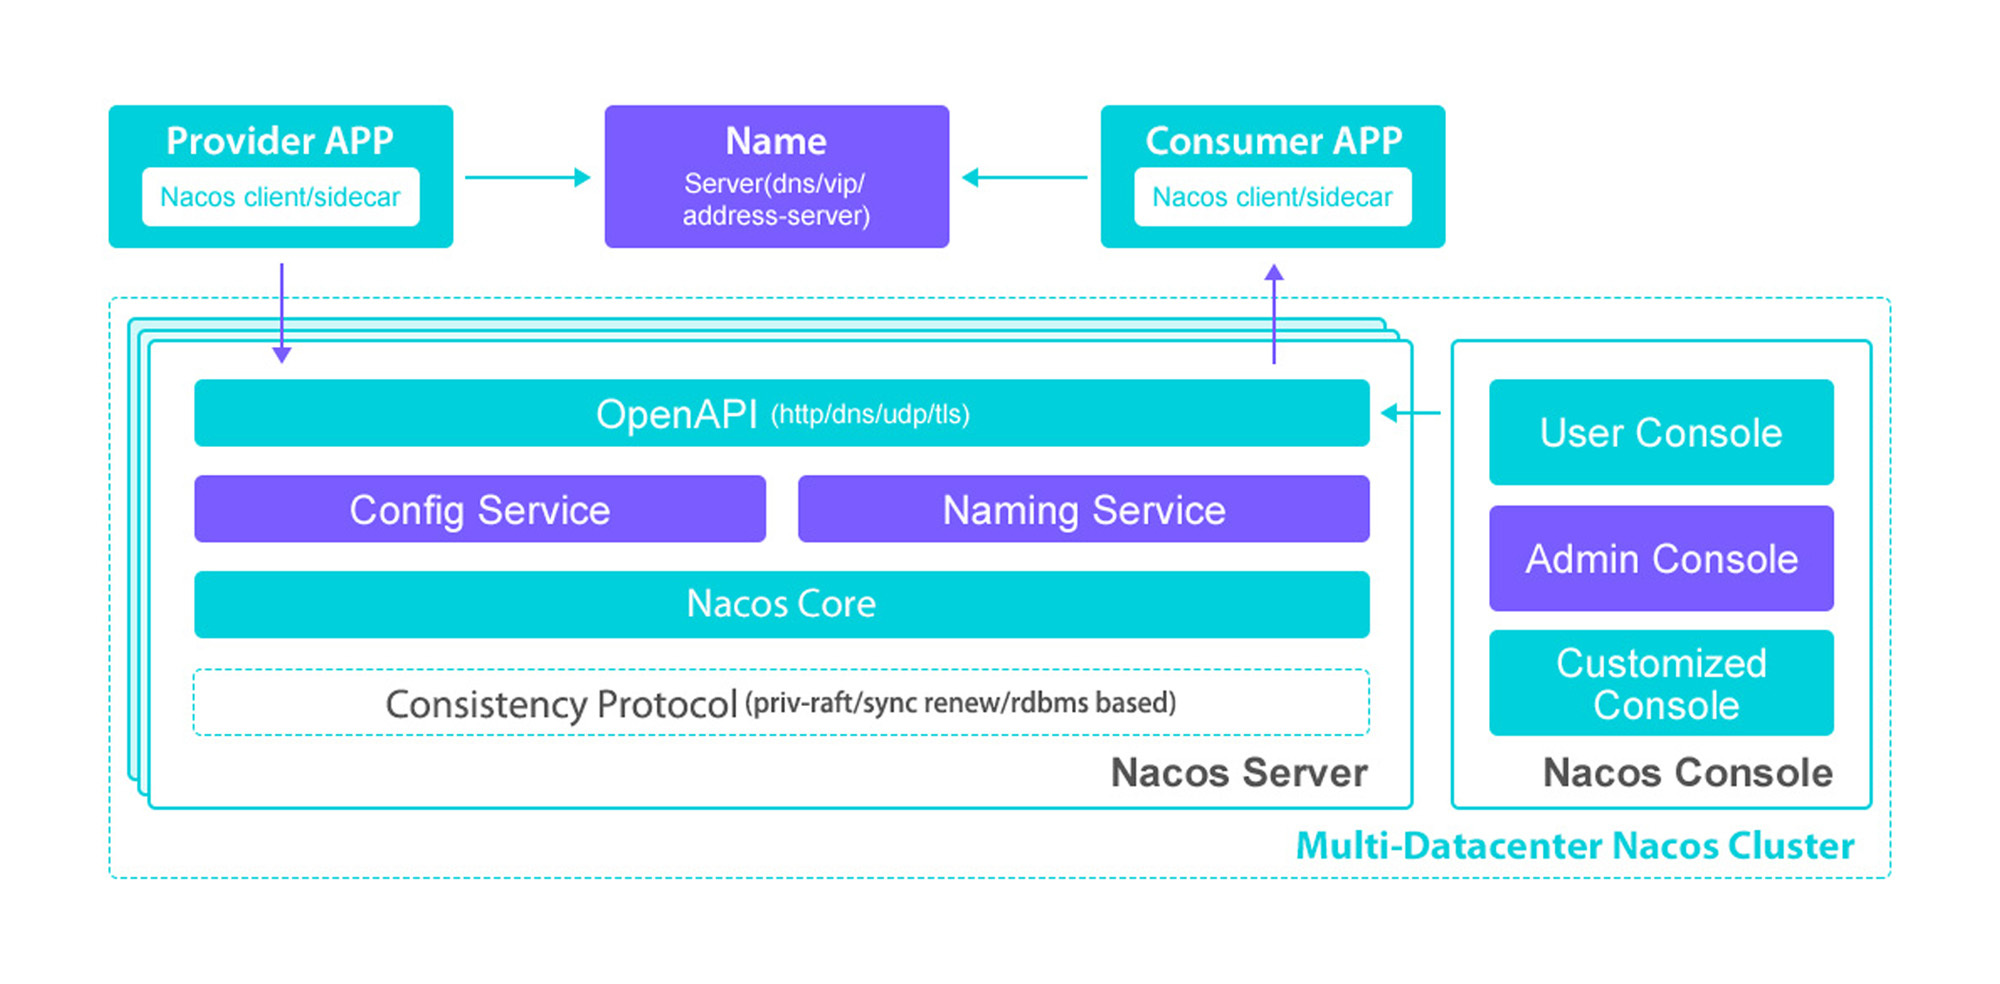 Provider APP
Nacos client/sidecar
Name
Server(dns/vip/
address-server)
Consumer APP
Nacos client/sidecar
OpenAPI (http/dns/udp/tls)
Config Service
Naming Service
Nacos Core
Consistency Protocol (priv-raft/sync renew/rdbms based)
Nacos Server
User Console
Admin Console
Customized
Console
Nacos Console
Multi-Datacenter Nacos Cluster